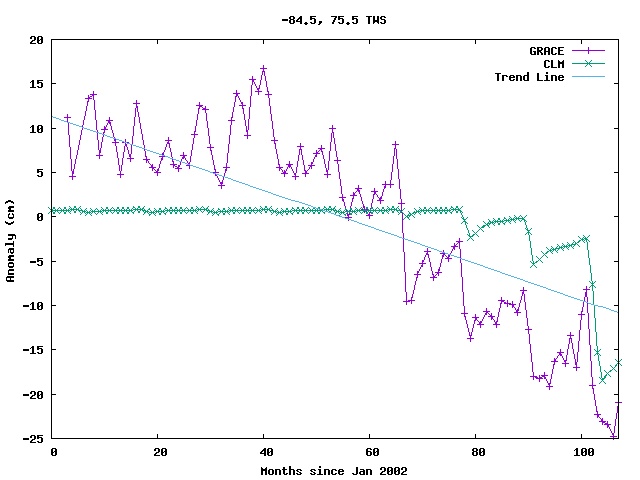 -84.5, 75.5 TWS
GRACE
CLM
Trend Line
20
15
10
5
0
-5
-10
-15
-20
-25
Anomaly (cm)
0 20 40 60 80 100
Months since Jan 2002